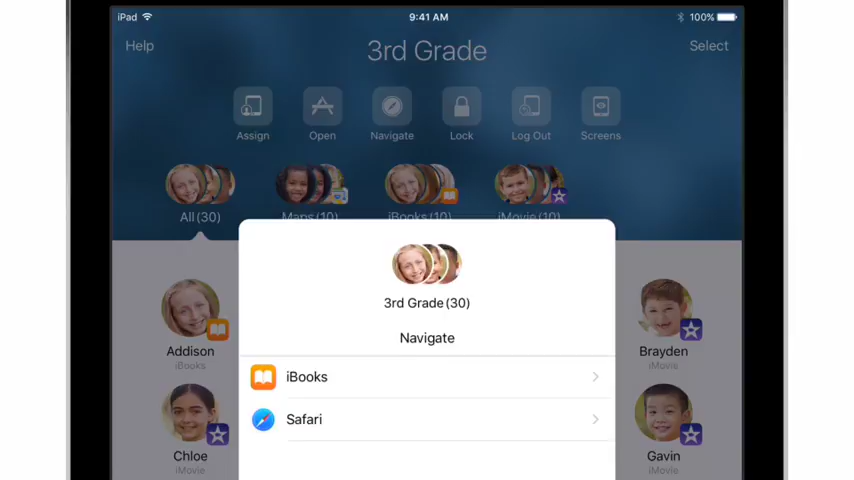 iPad
9:41 AM
100%
Help
3rd Grade
Select
Assign
Open
Navigate
Lock
Log Out
Screens
All (30)
Maps (10)
iBooks (10)
iMovie (10)
3rd Grade (30)
Navigate
iBooks
Safari
Addison
iBooks
Brayden
iMovie
Chloe
iMovie
Gavin
iMovie